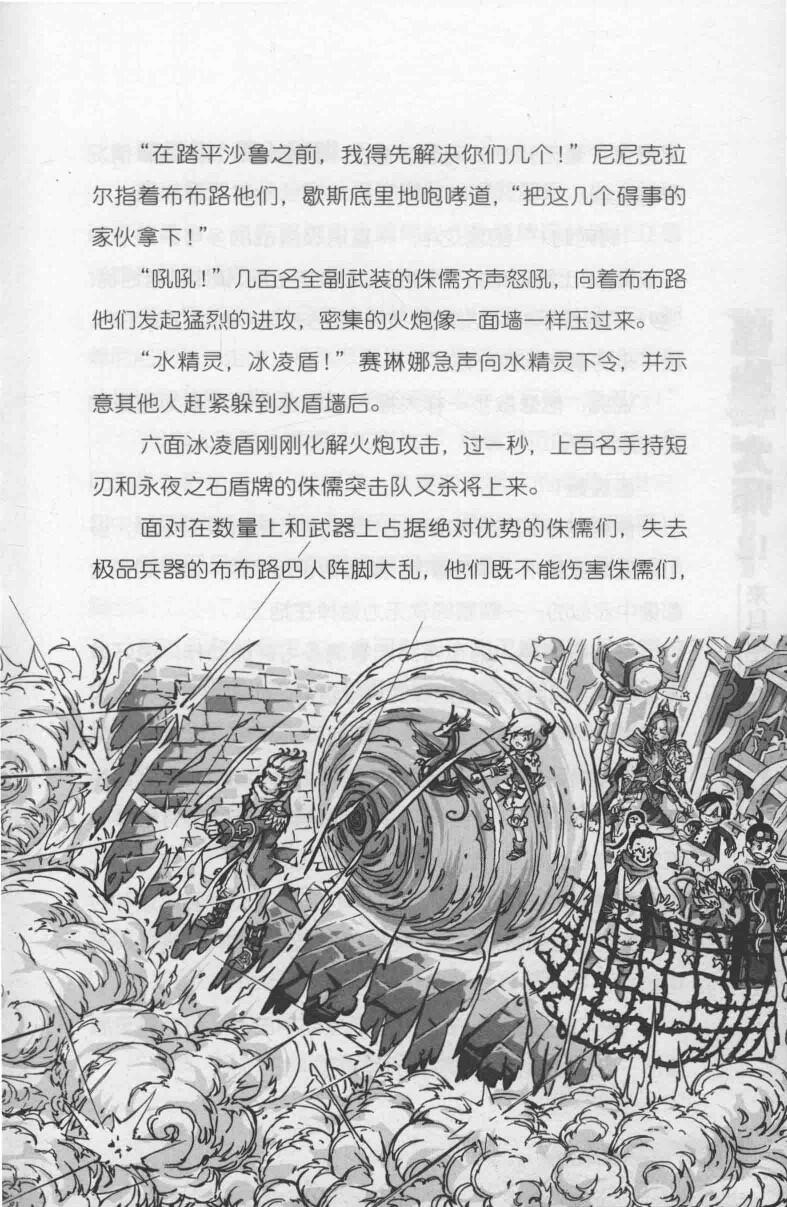 “在踏平沙鲁之前，我得先解决你们几个！”尼尼克拉
尔指着布布路他们，歇斯底里地咆哮道，“把这几个碍事的
家伙拿下！”
“吼吼！”几百名全副武装的侏儒齐声怒吼，向着布布路
他们发起猛烈的进攻，密集的火炮像一面墙一样压过来。
“水精灵，冰凌盾！”赛琳娜急声向水精灵下令，并示
意其他人赶紧躲到水盾墙后。
六面冰凌盾刚刚化解火炮攻击，过一秒，上百名手持短
刃和永夜之石盾牌的侏儒突击队又杀将上来。
面对在数量上和武器上占据绝对优势的侏儒们，失去
极品兵器的布布路四人阵脚大乱，他们既不能伤害侏儒们，